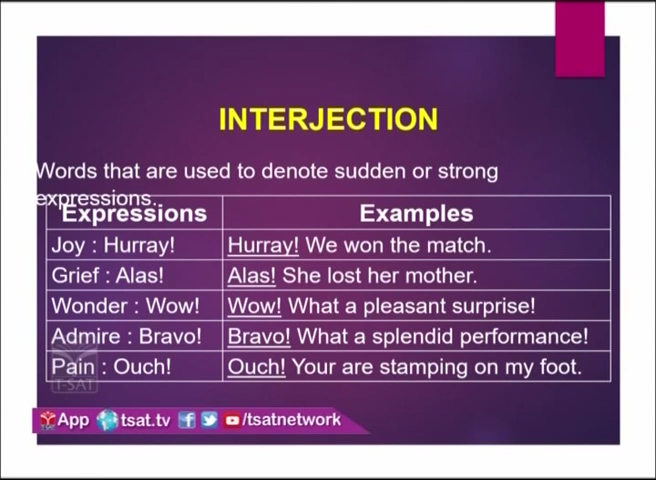 INTERJECTION
Words that are used to denote sudden or strong
expressions.
Expressions Examples
Joy : Hurray! Hurray! We won the match.
Grief : Alas! Alas! She lost her mother.
Wonder : Wow! Wow! What a pleasant surprise!
Admire : Bravo! Bravo! What a splendid performance!
Pain : Ouch! Ouch! Your are stamping on my foot.
T-SAT
App tsat.tv /tsatnetwork